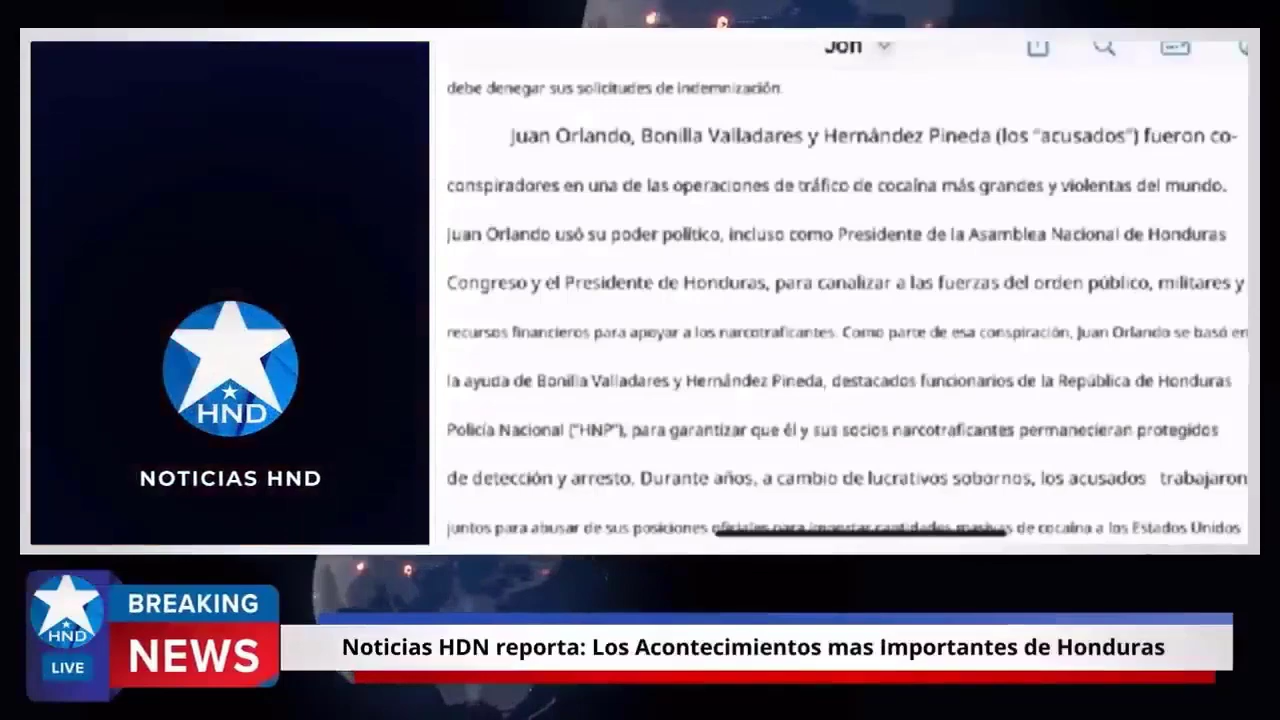 Jon
debe denegar sus solicitudes de indemnización.
Juan Orlando, Bonilla Valladares y Hernández Pineda (los “acusados”) fueron co-
conspiradores en una de las operaciones de tráfico de cocaína más grandes y violentas del mundo.
Juan Orlando usó su poder político, incluso como Presidente de la Asamblea Nacional de Honduras
Congreso y el Presidente de Honduras, para canalizar a las fuerzas del orden público, militares y
recursos financieros para apoyar a los narcotraficantes. Como parte de esa conspiración, Juan Orlando se basó en
la ayuda de Bonilla Valladares y Hernández Pineda, destacados funcionarios de la República de Honduras
Policía Nacional (“HNP”), para garantizar que él y sus socios narcotraficantes permanecieran protegidos
de detección y arresto. Durante años, a cambio de lucrativos sobornos, los acusados trabajaron
juntos para abusar de sus posiciones oficiales para importar cantidades masivas de cocaína a los Estados Unidos
HND
NOTICIAS HND
HND
LIVE
BREAKING
NEWS
Noticias HDN reporta: Los Acontecimientos mas Importantes de Honduras